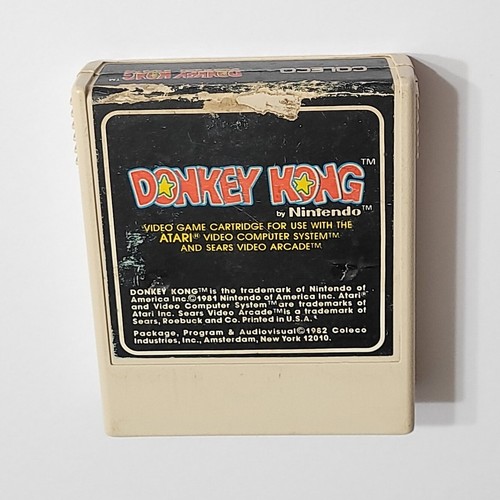 DONKEY KONG COLECO
DONKEY KONG™
by Nintendo™
VIDEO GAME CARTRIDGE FOR USE WITH THE
ATARI® VIDEO COMPUTER SYSTEM™
AND SEARS VIDEO ARCADE™
DONKEY KONG™ is the trademark of Nintendo of
America Inc.©1981 Nintendo of America Inc. Atari®
and Video Computer System™ are trademarks of
Atari Inc. Sears Video Arcade™ is a trademark of
Sears, Roebuck and Co. Printed in U.S.A.
Package, Program & Audiovisual©1982 Coleco
Industries, Inc., Amsterdam, New York 12010.